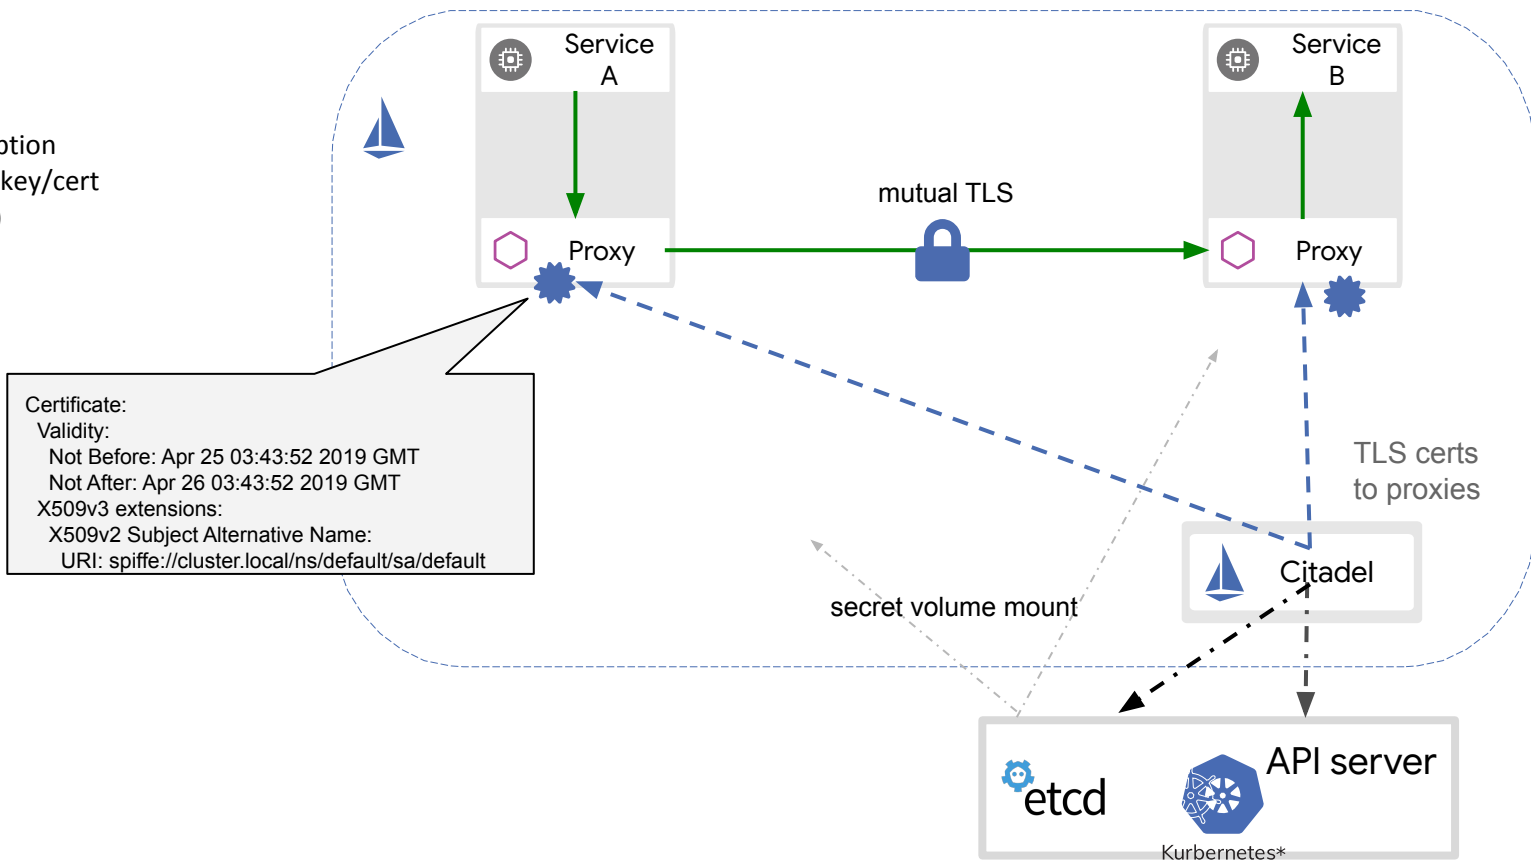 key/cert
Service
A
Service
B
mutual TLS
Proxy
Proxy
Certificate:
Validity:
Not Before: Apr 25 03:43:52 2019 GMT
Not After: Apr 26 03:43:52 2019 GMT
X509v3 extensions:
X509v2 Subject Alternative Name:
URI: spiffe://cluster.local/ns/default/sa/default
TLS certs
to proxies
Citadel
secret volume mount
API server
etcd
Kurbernetes*